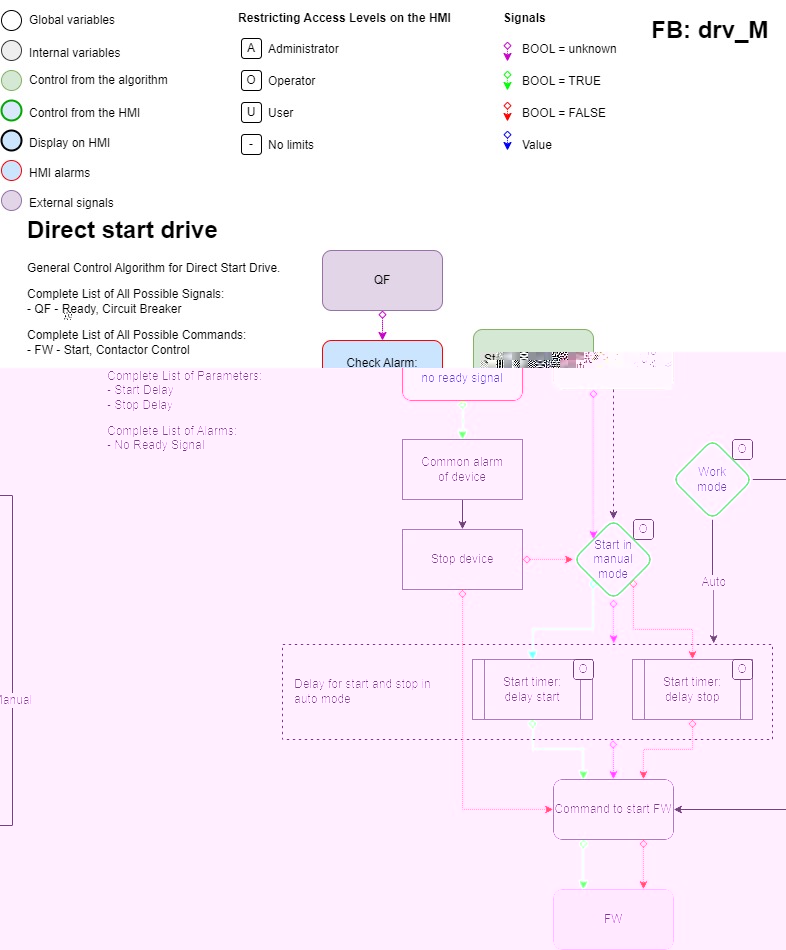 Global variables
Internal variables
Control from the algorithm
Control from the HMI
Display on HMI
HMI alarms
External signals
Restricting Access Levels on the HMI
A Administrator
O Operator
U User
- No limits
Signals
BOOL = unknown
BOOL = TRUE
BOOL = FALSE
Value
FB: drv_M
Direct start drive
General Control Algorithm for Direct Start Drive.
Complete List of All Possible Signals:
- QF - Ready, Circuit Breaker
Complete List of All Possible Commands:
- FW - Start, Contactor Control
Complete List of Parameters:
- Start Delay
- Stop Delay
Complete List of Alarms:
- No Ready Signal
QF
Check Alarm:
no ready signal
Common alarm
of device
Stop device
O
Work
mode
O
Start in
manual
mode
Auto
Delay for start and stop in
auto mode
O
Start timer:
delay start
O
Start timer:
delay stop
Command to start FW
FW